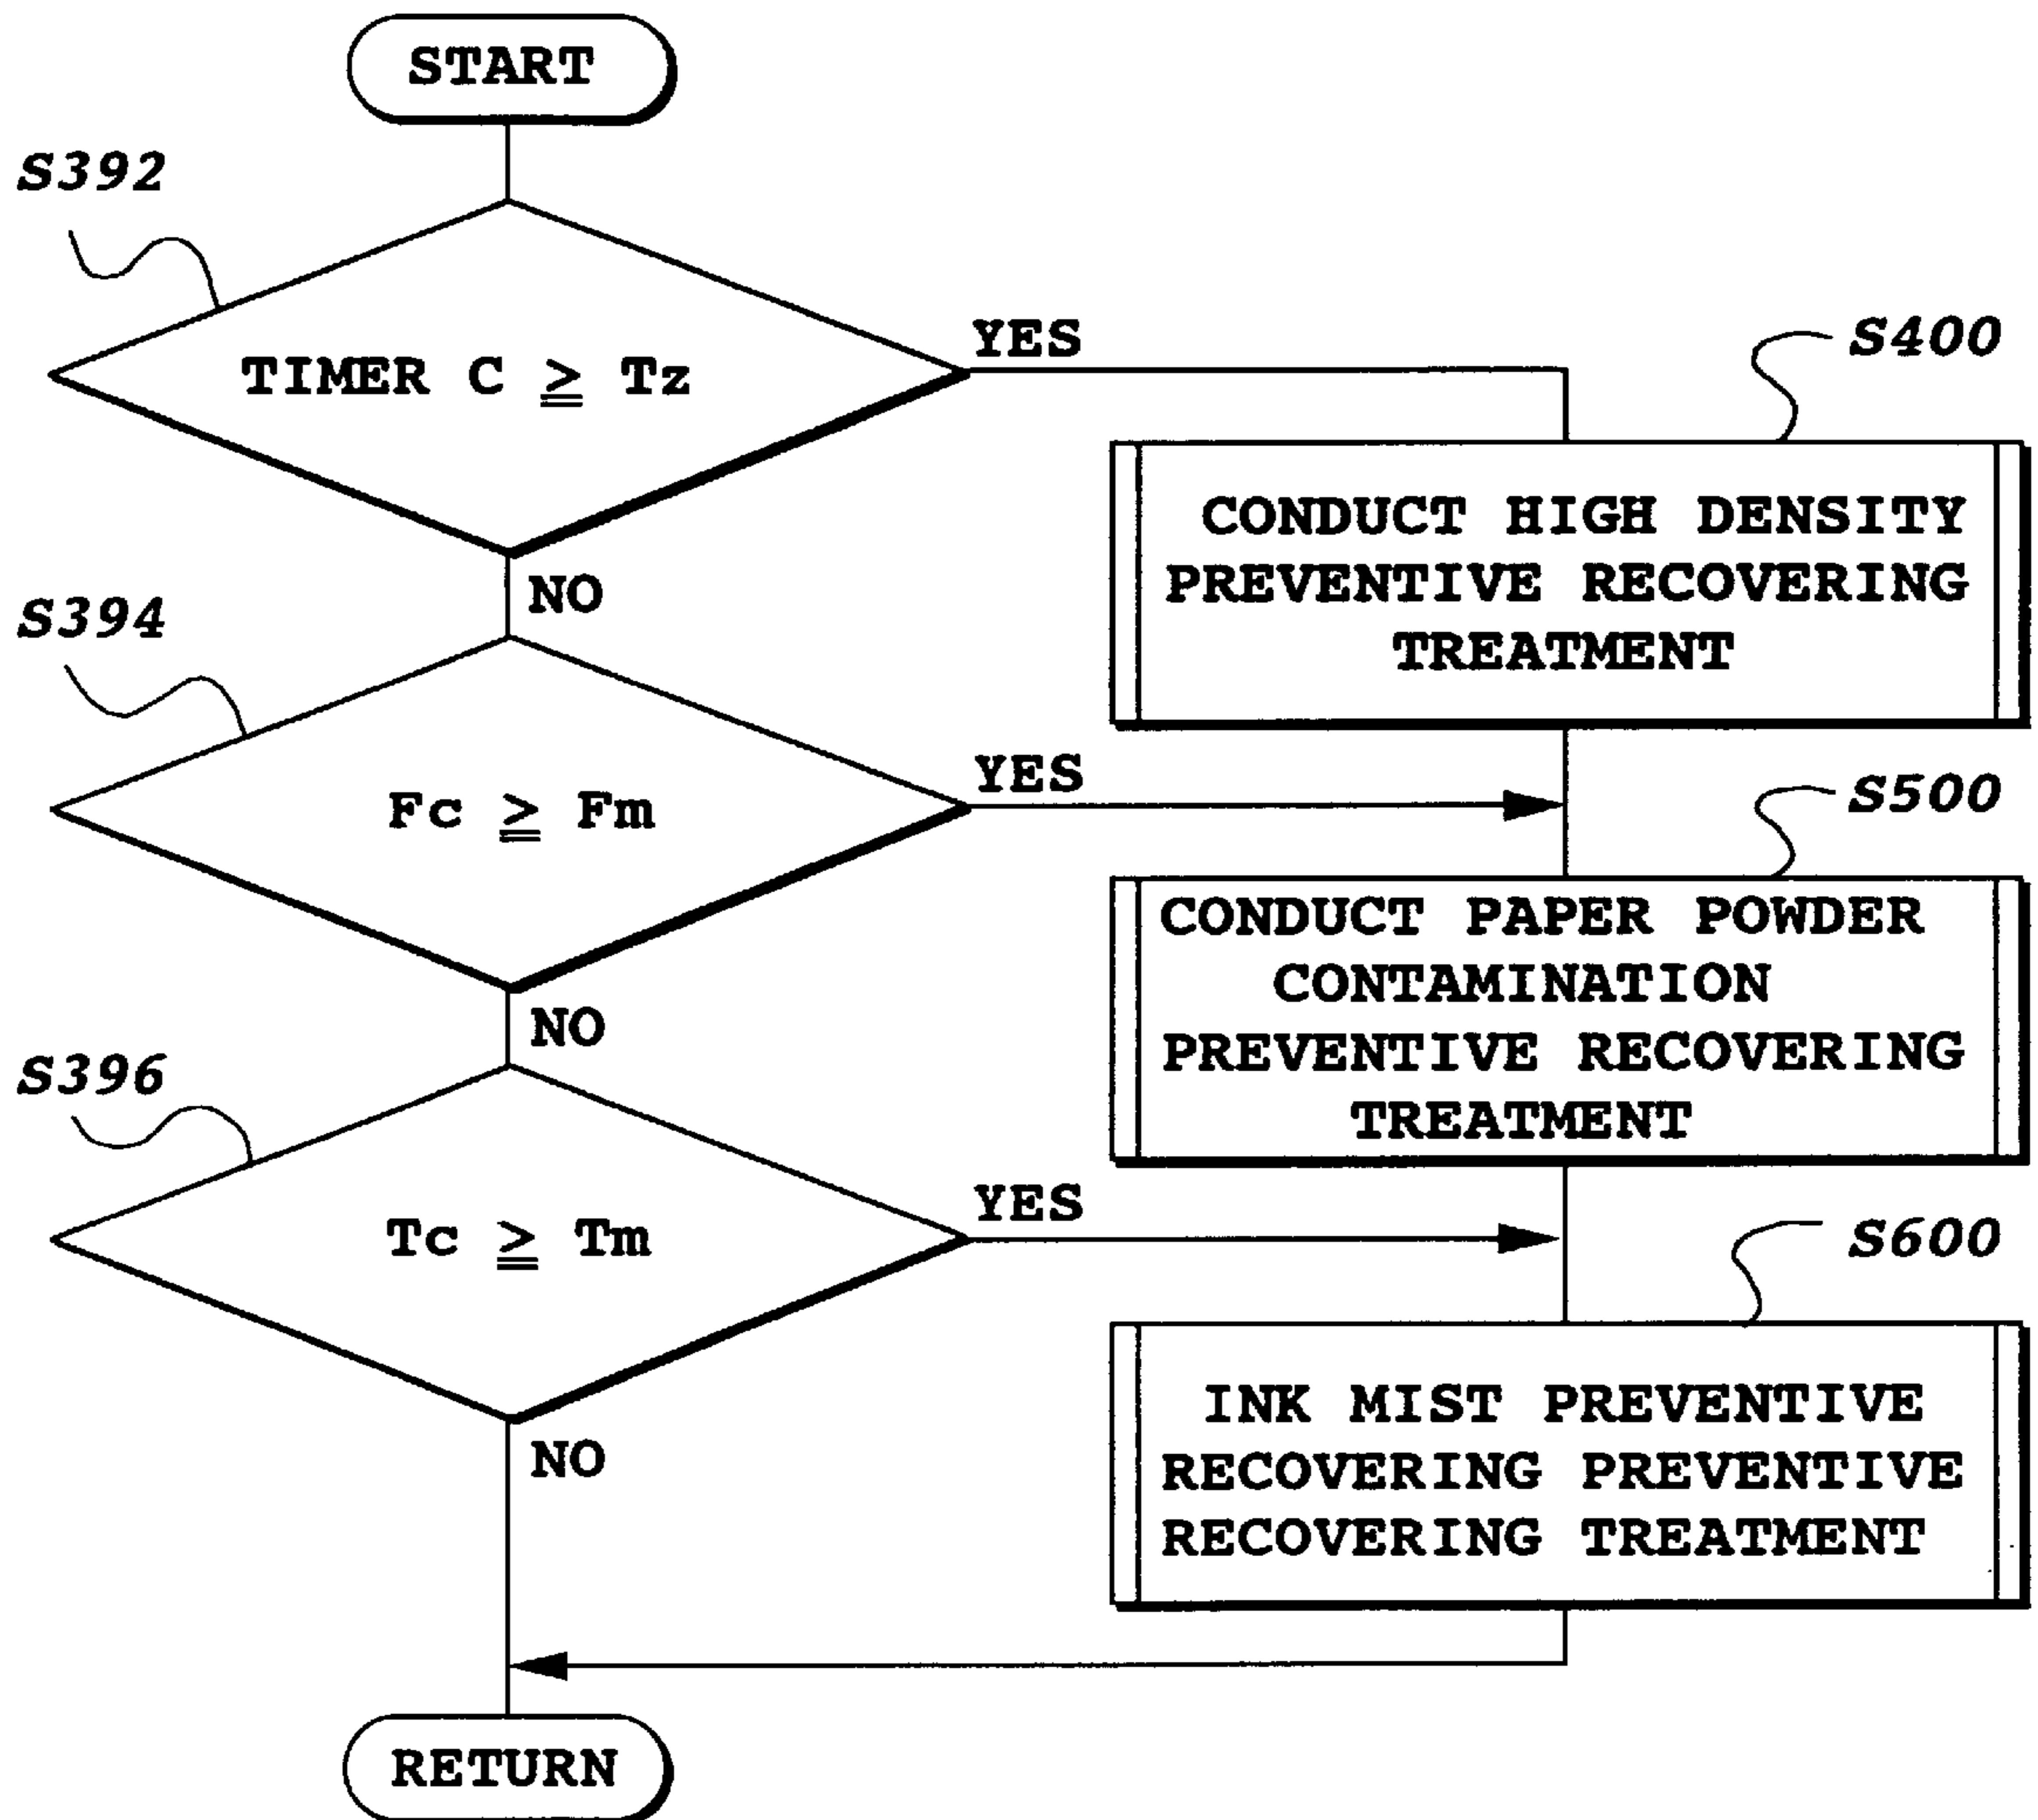 START
S392
TIMER C ≧ Tz
YES
S400
CONDUCT HIGH DENSITY
PREVENTIVE RECOVERING
TREATMENT
NO
S394
Fc ≧ Fm
YES
S500
CONDUCT PAPER POWDER
CONTAMINATION
PREVENTIVE RECOVERING
TREATMENT
NO
S396
Tc ≧ Tm
YES
S600
INK MIST PREVENTIVE
RECOVERING PREVENTIVE
RECOVERING TREATMENT
NO
RETURN